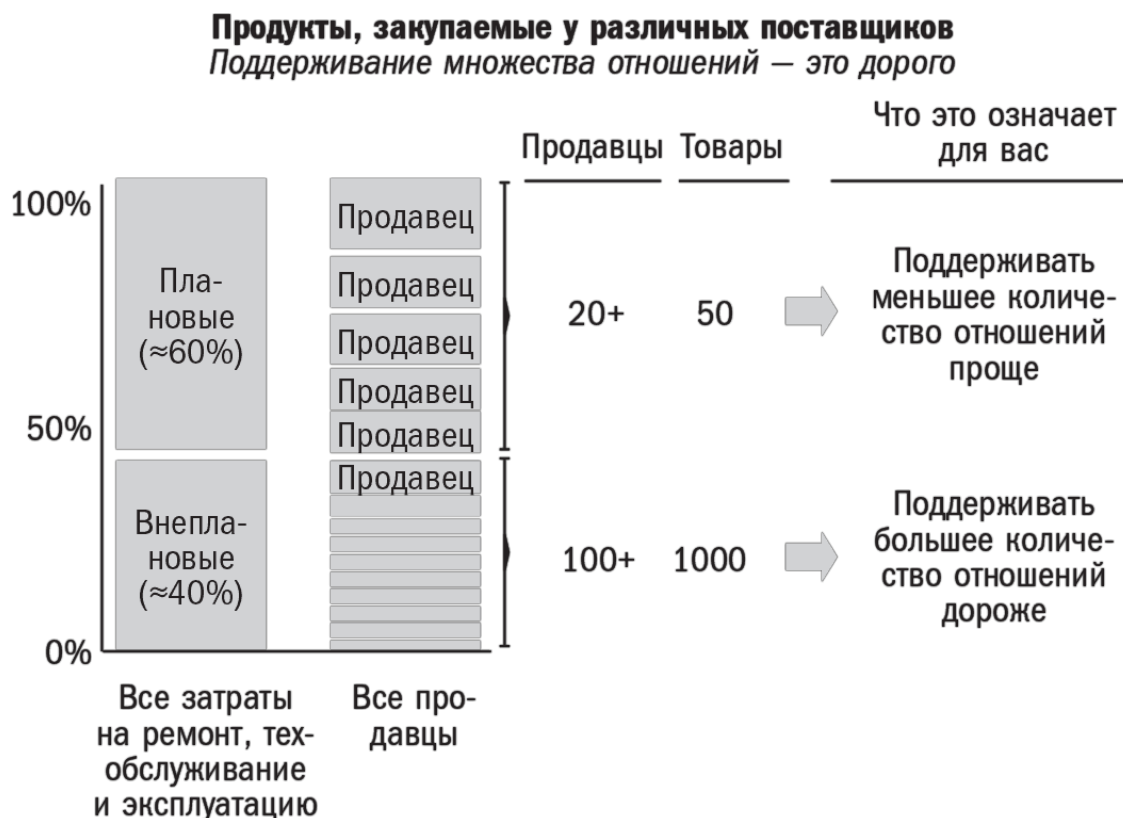 Продукты, закупаемые у различных поставщиков
Поддерживание множества отношений — это дорого
Продавцы
Товары
Что это означает
для вас
100%
50%
0%
Пла-
новые
(≈60%)
Внепла-
новые
(≈40%)
Продавец
Продавец
Продавец
Продавец
Продавец
Продавец
20+
50
Поддерживать
меньшее количе-
ство отношений
проще
100+
1000
Поддерживать
большее количе-
ство отношений
дороже
Все затраты
на ремонт, тех-
обслуживание
и эксплуатацию
Все про-
давцы